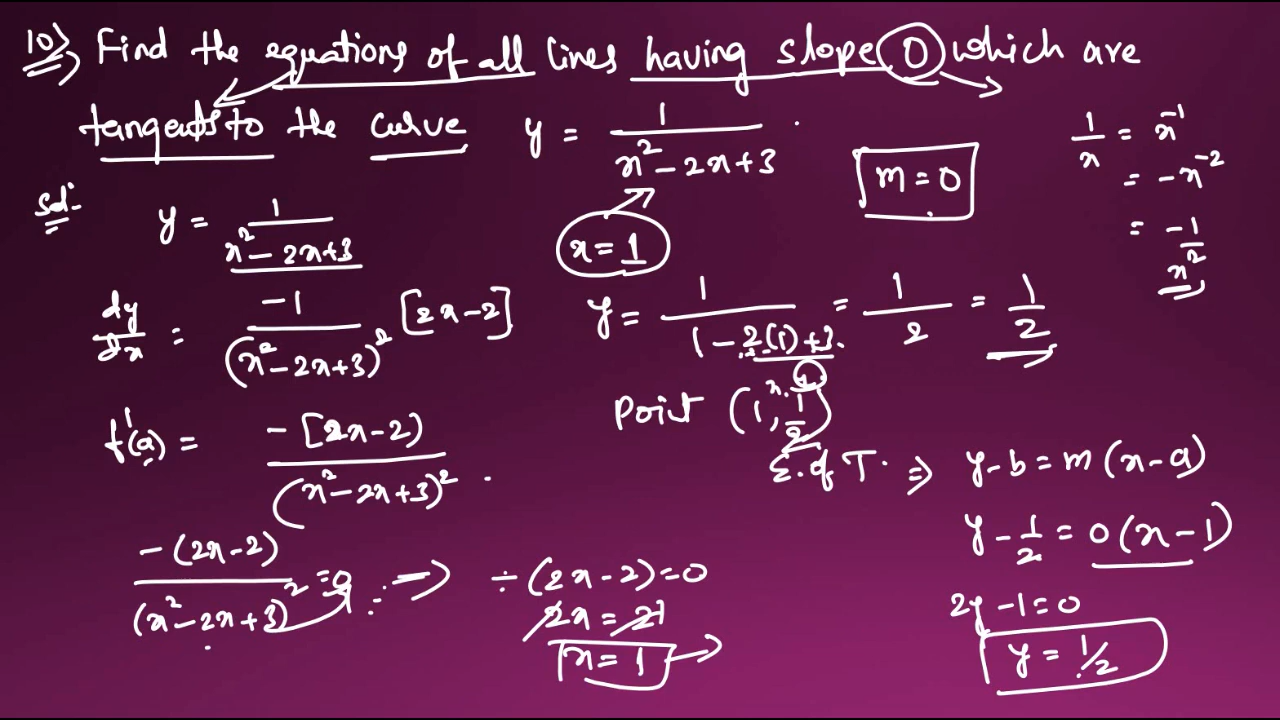 10) Find the equations of all lines having slope 0 which are
tangents to the curve y = 1/(x² - 2x + 3) .
m = 0
1/x = x⁻¹
= -x⁻²
= -1/x²
Sol:-
y = 1/(x² - 2x + 3)
dy/dx = -1/(x² - 2x + 3)² [2x - 2]
f'(a) = -[2x - 2]/(x² - 2x + 3)² .
-(2x - 2)/(x² - 2x + 3)² = 0
÷(2x - 2) = 0
2x = 21
x = 1
x = 1
y = 1/(1 - 2(1) + 3) = 1/2 = 1/2
Point (1, 1/2)
E. of T. ⇒ y - b = m(x - a)
y - 1/2 = 0(x - 1)
2y - 1 = 0
y = 1/2